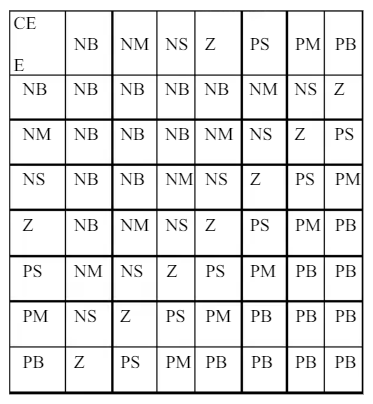 CE
E
NB NM NS Z PS PM PB
NB NB NB NB NB NM NS Z
NM NB NB NB NM NS Z PS
NS NB NB NM NS Z PS PM
Z NB NM NS Z PS PM PB
PS NM NS Z PS PM PB PB
PM NS Z PS PM PB PB PB
PB Z PS PM PB PB PB PB